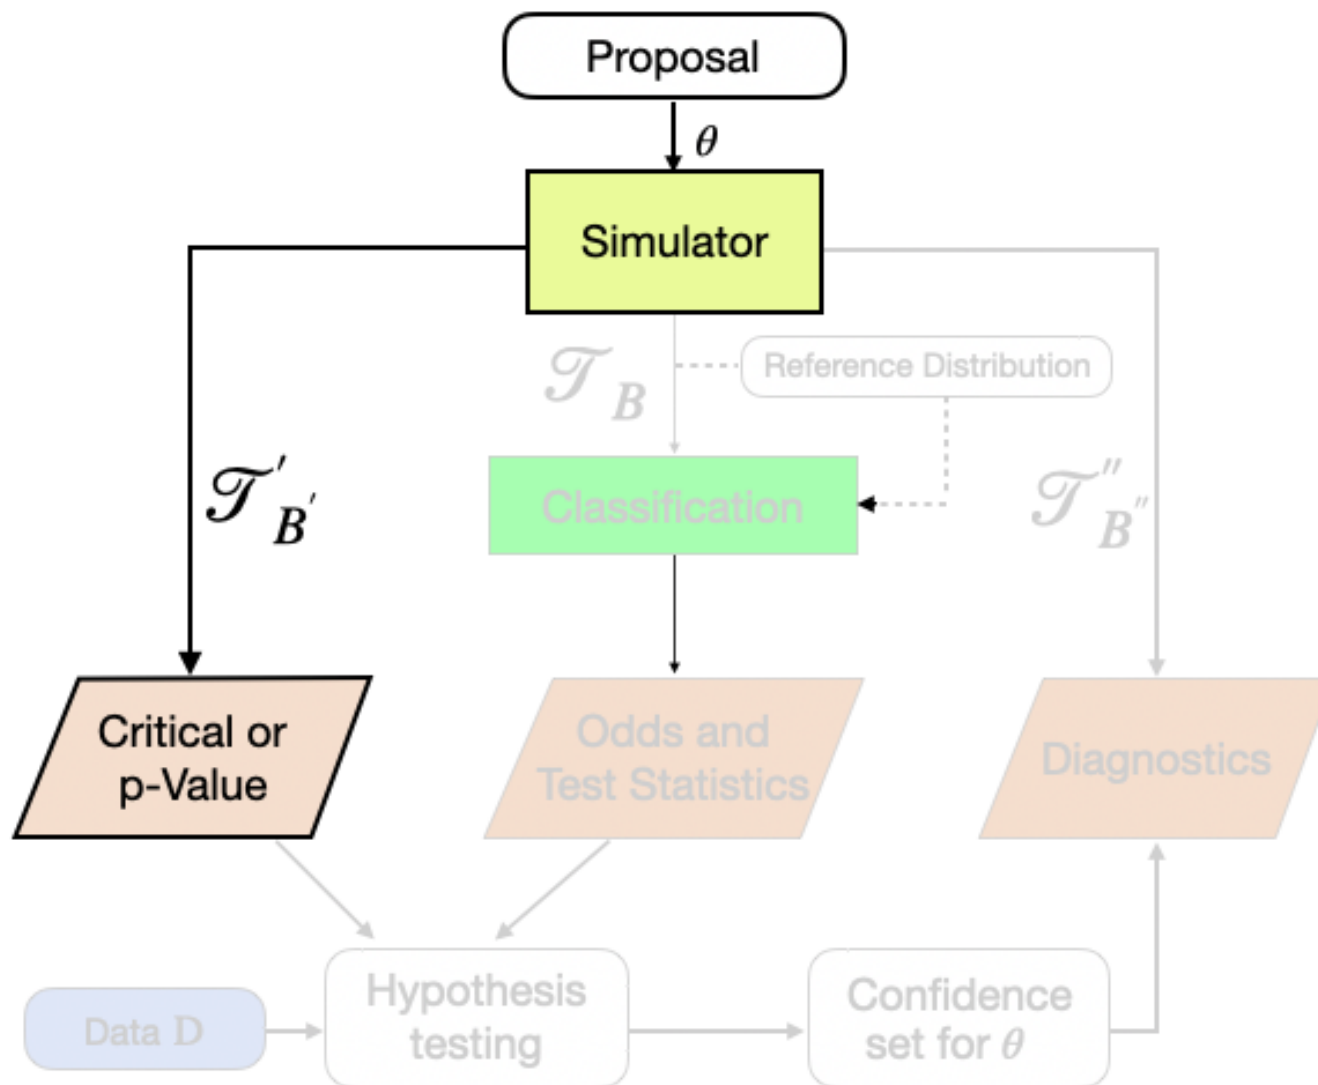 Proposal
θ
Simulator
𝒯 B
Reference Distribution
𝒯′ B′
Classification
𝒯″ B″
Critical or
p-Value
Odds and
Test Statistics
Diagnostics
Data D
Hypothesis
testing
Confidence
set for θ